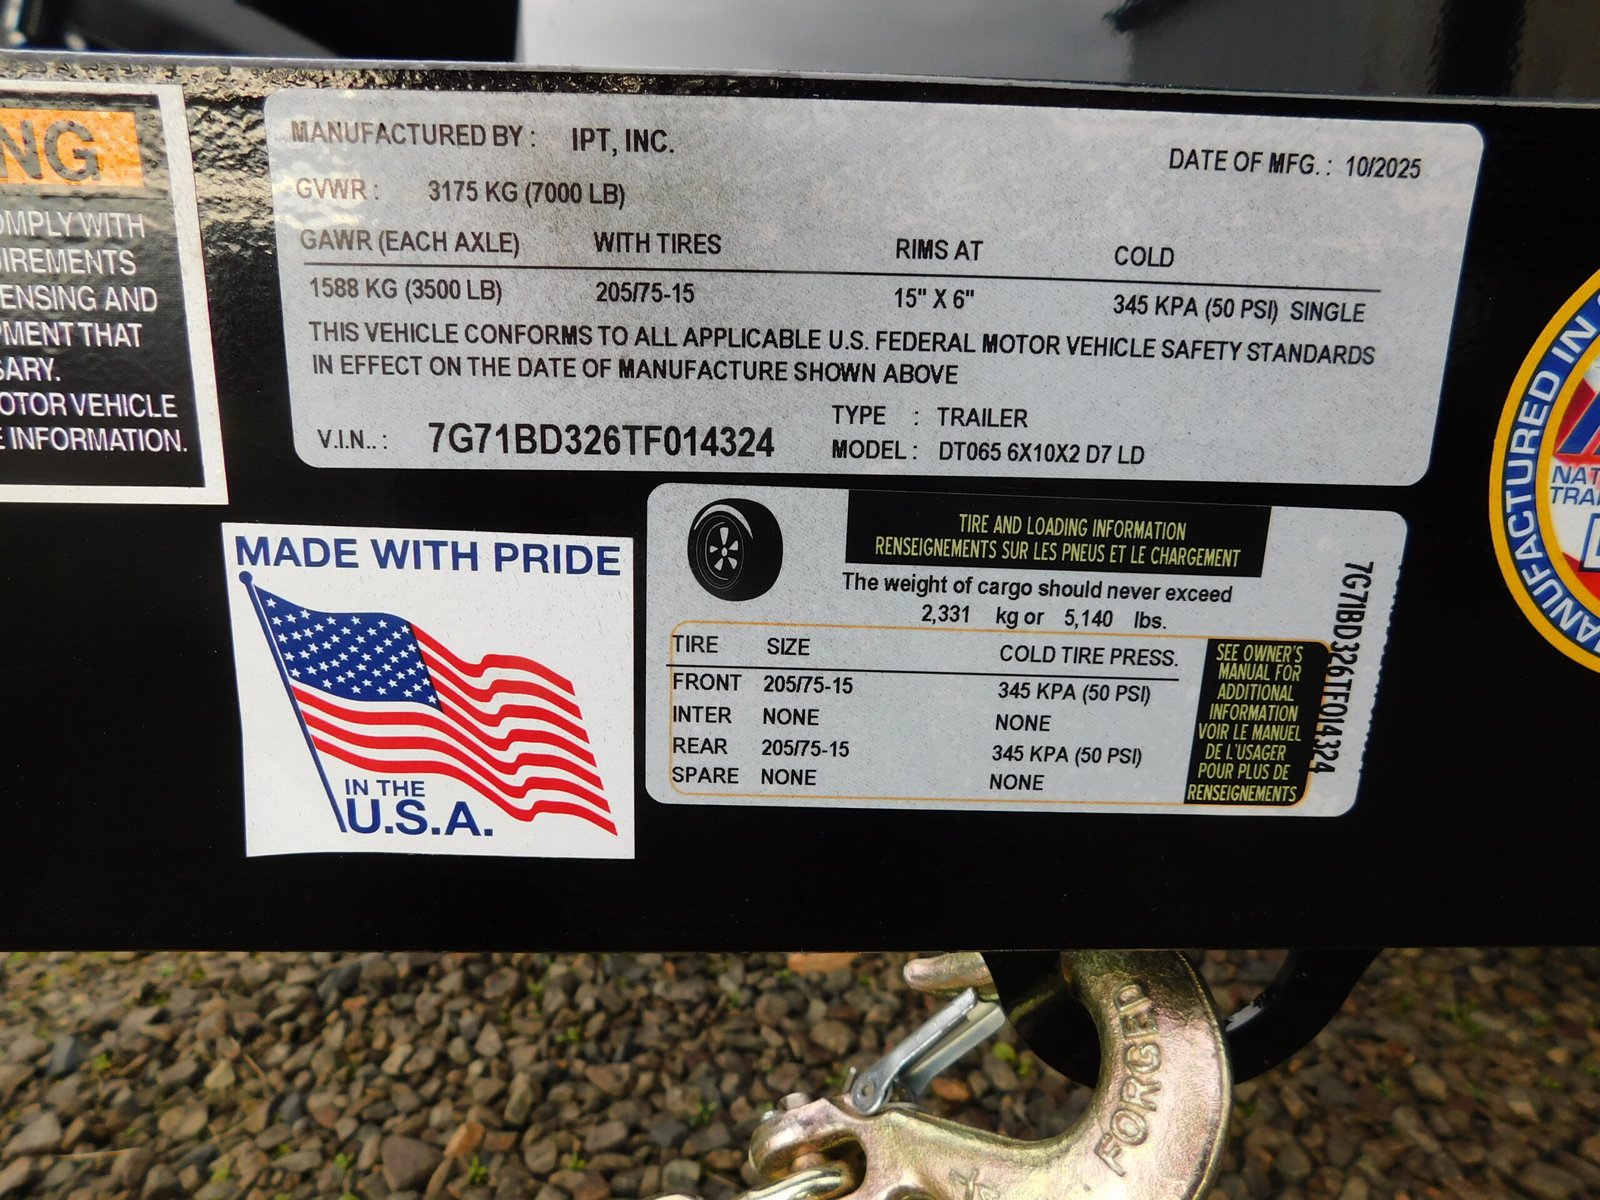 NG
OMPLY WITH
IREMENTS
ENSING AND
PMENT THAT
SARY.
OTOR VEHICLE
E INFORMATION.
MANUFACTURED BY : IPT, INC.
DATE OF MFG. : 10/2025
GVWR : 3175 KG (7000 LB)
GAWR (EACH AXLE) WITH TIRES RIMS AT COLD
1588 KG (3500 LB) 205/75-15 15" X 6" 345 KPA (50 PSI) SINGLE
THIS VEHICLE CONFORMS TO ALL APPLICABLE U.S. FEDERAL MOTOR VEHICLE SAFETY STANDARDS
IN EFFECT ON THE DATE OF MANUFACTURE SHOWN ABOVE
V.I.N.. : 7G71BD326TF014324
TYPE : TRAILER
MODEL : DT065 6X10X2 D7 LD
MADE WITH PRIDE
IN THE
U.S.A.
TIRE AND LOADING INFORMATION
RENSEIGNEMENTS SUR LES PNEUS ET LE CHARGEMENT
The weight of cargo should never exceed
2,331 kg or 5,140 lbs.
TIRE SIZE COLD TIRE PRESS.
FRONT 205/75-15 345 KPA (50 PSI)
INTER NONE NONE
REAR 205/75-15 345 KPA (50 PSI)
SPARE NONE NONE
SEE OWNER'S
MANUAL FOR
ADDITIONAL
INFORMATION
VOIR LE MANUEL
DE L'USAGER
POUR PLUS DE
RENSEIGNEMENTS
7G71BD326TF014324
MANUFACTURED IN
NAT
TRA
FORGED